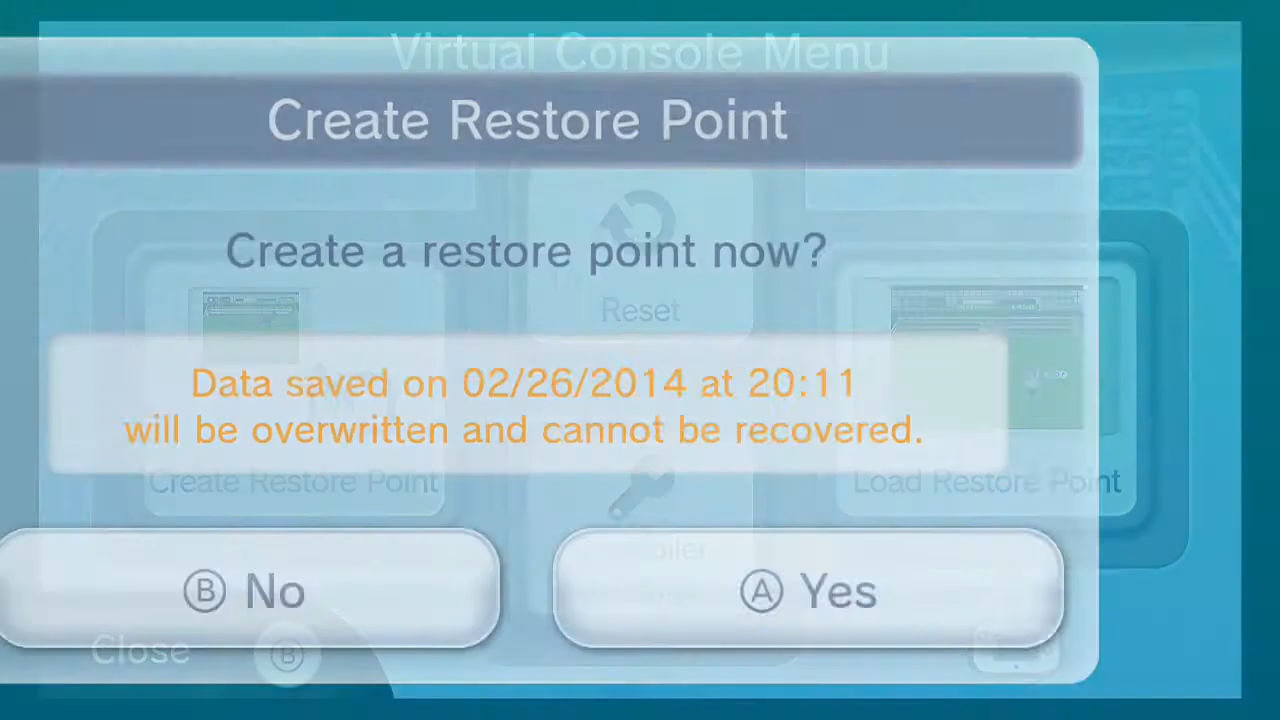 Virtual Console Menu
Create Restore Point
Create a restore point now?
Reset
Data saved on 02/26/2014 at 20:11
will be overwritten and cannot be recovered.
Create Restore Point
Load Restore Point
B No
A Yes
Close B